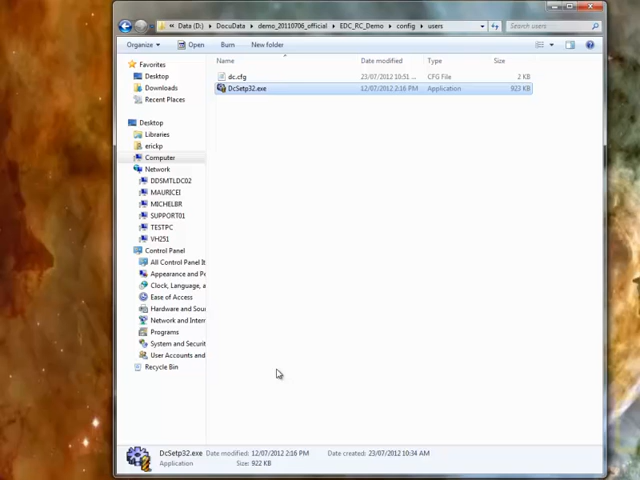 Data (D:) ▸ DocuData ▸ demo_20110706_official ▸ EDC_RC_Demo ▸ config ▸ users
Search users
Organize Open Burn New folder
Name Date modified Type Size
dc.cfg 23/07/2012 10:51 ... CFG File 2 KB
DcSetp32.exe 12/07/2012 2:16 PM Application 923 KB
Favorites
Desktop
Downloads
Recent Places
Desktop
Libraries
erickp
Computer
Network
DDSMTLDC02
MAURICEI
MICHELBR
SUPPORT01
TESTPC
VH251
Control Panel
All Control Panel It
Appearance and Pe
Clock, Language, a
Ease of Access
Hardware and Sou
Network and Intern
Programs
System and Securit
User Accounts and
Recycle Bin
DcSetp32.exe Date modified: 12/07/2012 2:16 PM Date created: 23/07/2012 10:34 AM
Application Size: 922 KB